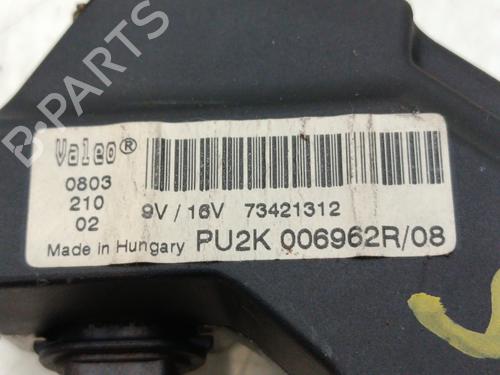 Valeo®
0803
210
02
9V / 16V 73421312
Made in Hungary PU2K 006962R/08
B-PARTS